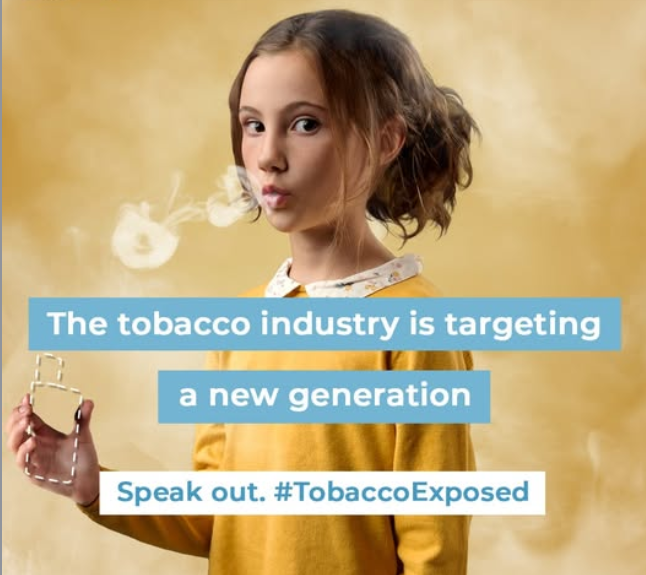 The tobacco industry is targeting
a new generation
Speak out. #TobaccoExposed